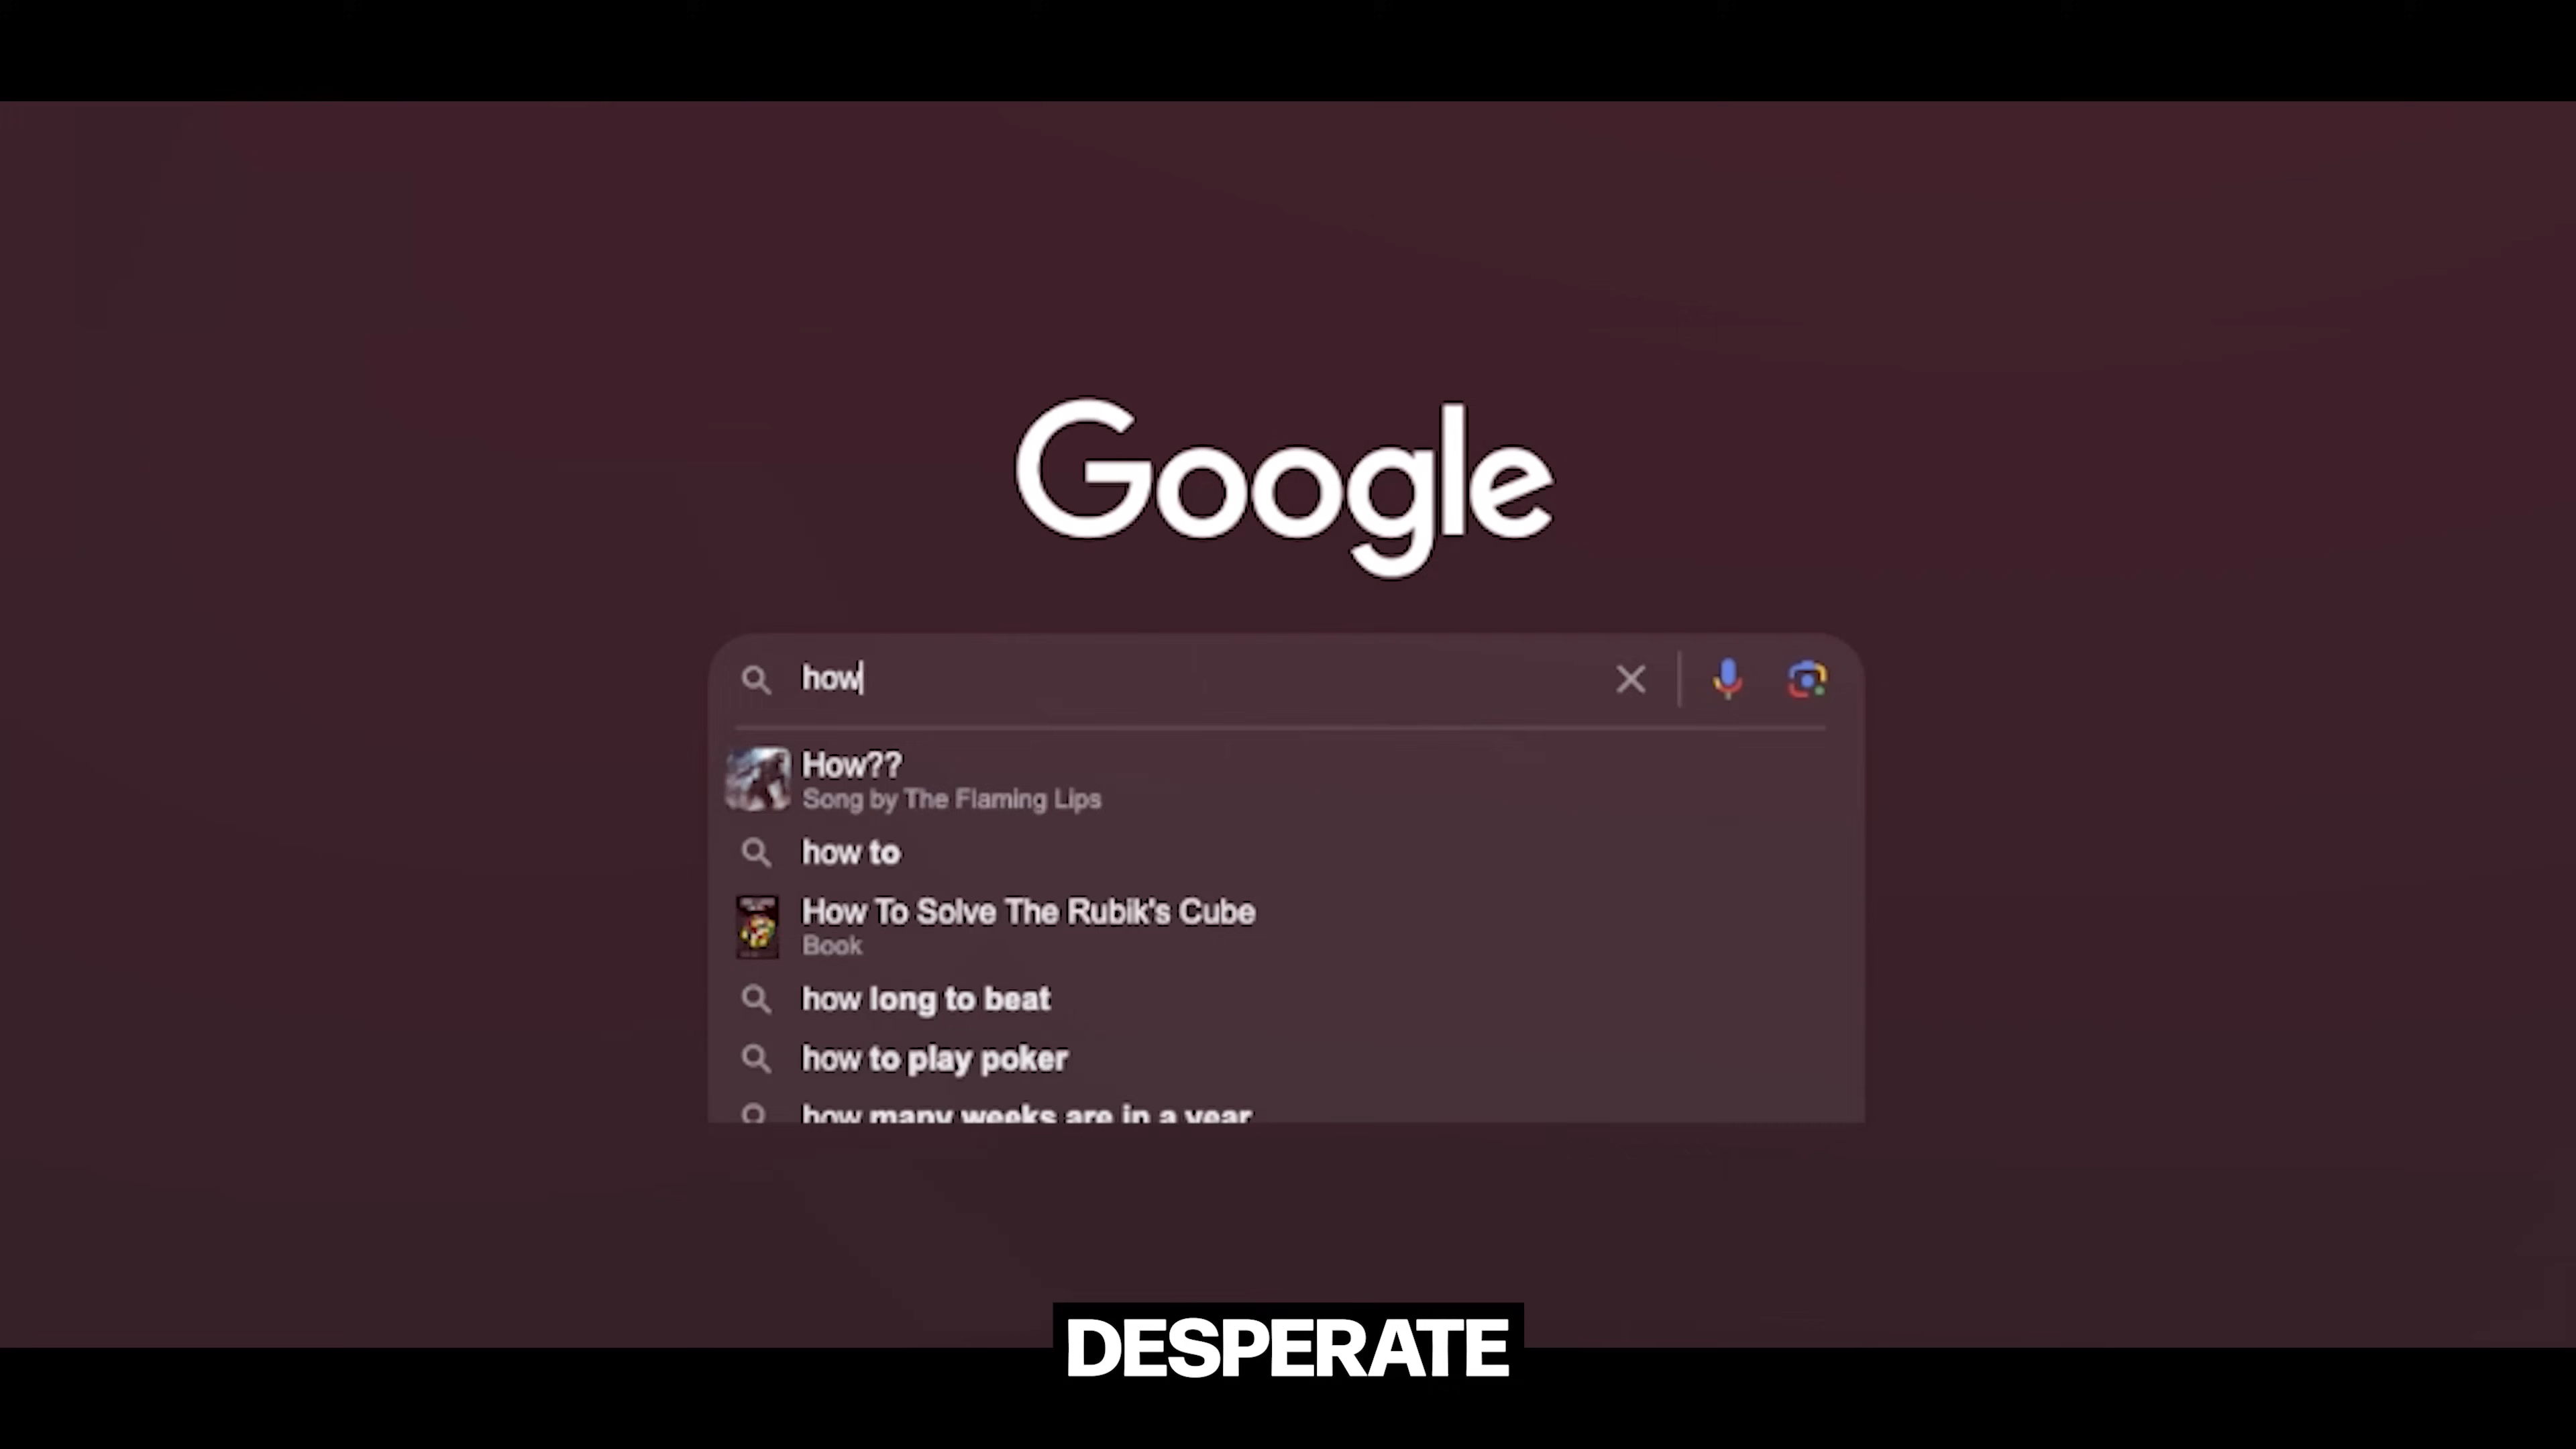 Google
how
How??
Song by The Flaming Lips
how to
How To Solve The Rubik's Cube
Book
how long to beat
how to play poker
how many weeks are in a year
DESPERATE